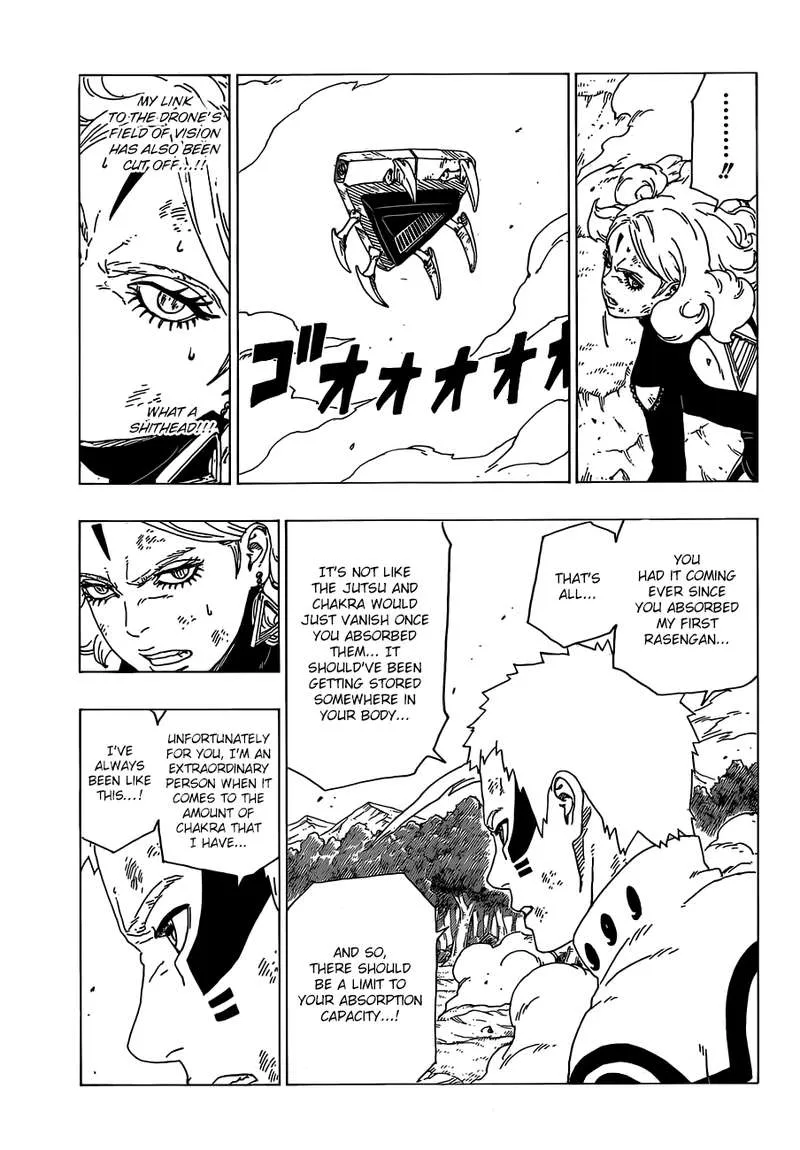 .........!!
ゴオオオオオ
MY LINK
TO THE DRONE'S
FIELD OF VISION
HAS ALSO BEEN
CUT OFF...!!
WHAT A
SHITHEAD!!!
YOU
HAD IT COMING
EVER SINCE
YOU ABSORBED
MY FIRST
RASENGAN...
THAT'S
ALL...
IT'S NOT LIKE
THE JUTSU AND
CHAKRA WOULD
JUST VANISH ONCE
YOU ABSORBED
THEM... IT
SHOULD'VE BEEN
GETTING STORED
SOMEWHERE IN
YOUR BODY...
AND SO,
THERE SHOULD
BE A LIMIT TO
YOUR ABSORPTION
CAPACITY...!
UNFORTUNATELY
FOR YOU, I'M AN
EXTRAORDINARY
PERSON WHEN IT
COMES TO THE
AMOUNT OF
CHAKRA THAT
I HAVE...
I'VE
ALWAYS
BEEN LIKE
THIS...!